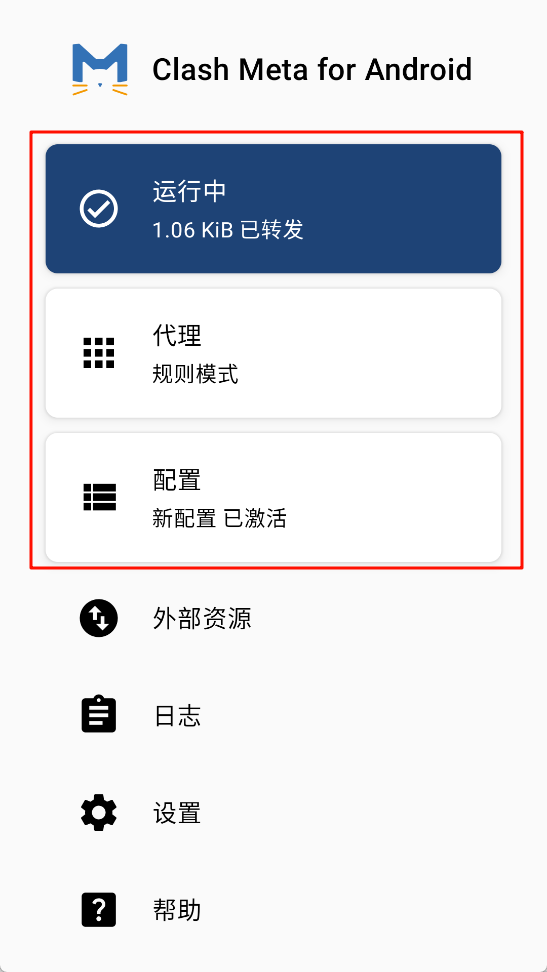 Clash Meta for Android
运行中
1.06 KiB 已转发
代理
规则模式
配置
新配置 已激活
外部资源
日志
设置
帮助